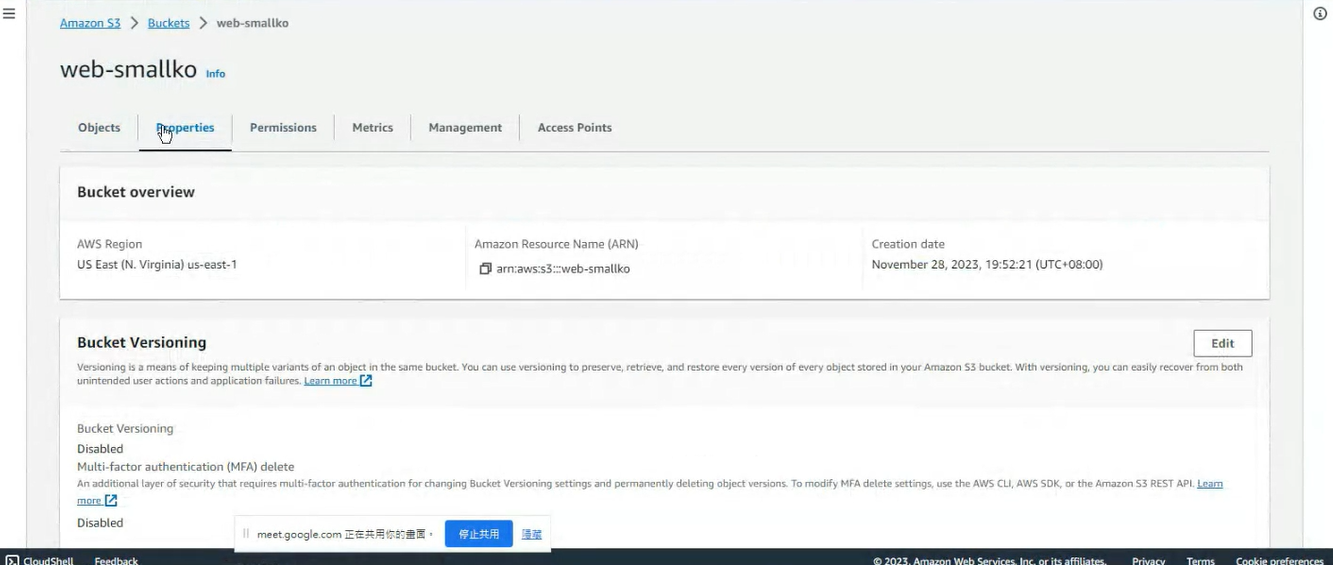 Amazon S3 > Buckets > web-smallko
web-smallko Info
Objects Properties Permissions Metrics Management Access Points
Bucket overview
AWS Region
US East (N. Virginia) us-east-1
Amazon Resource Name (ARN)
arn:aws:s3:::web-smallko
Creation date
November 28, 2023, 19:52:21 (UTC+08:00)
Bucket Versioning
Edit
Versioning is a means of keeping multiple variants of an object in the same bucket. You can use versioning to preserve, retrieve, and restore every version of every object stored in your Amazon S3 bucket. With versioning, you can easily recover from both
unintended user actions and application failures. Learn more
Bucket Versioning
Disabled
Multi-factor authentication (MFA) delete
An additional layer of security that requires multi-factor authentication for changing Bucket Versioning settings and permanently deleting object versions. To modify MFA delete settings, use the AWS CLI, AWS SDK, or the Amazon S3 REST API. Learn
more
Disabled
meet.google.com 正在共用你的畫面。 停止共用 隱藏
CloudShell Feedback © 2023, Amazon Web Services, Inc. or its affiliates. Privacy Terms Cookie preferences